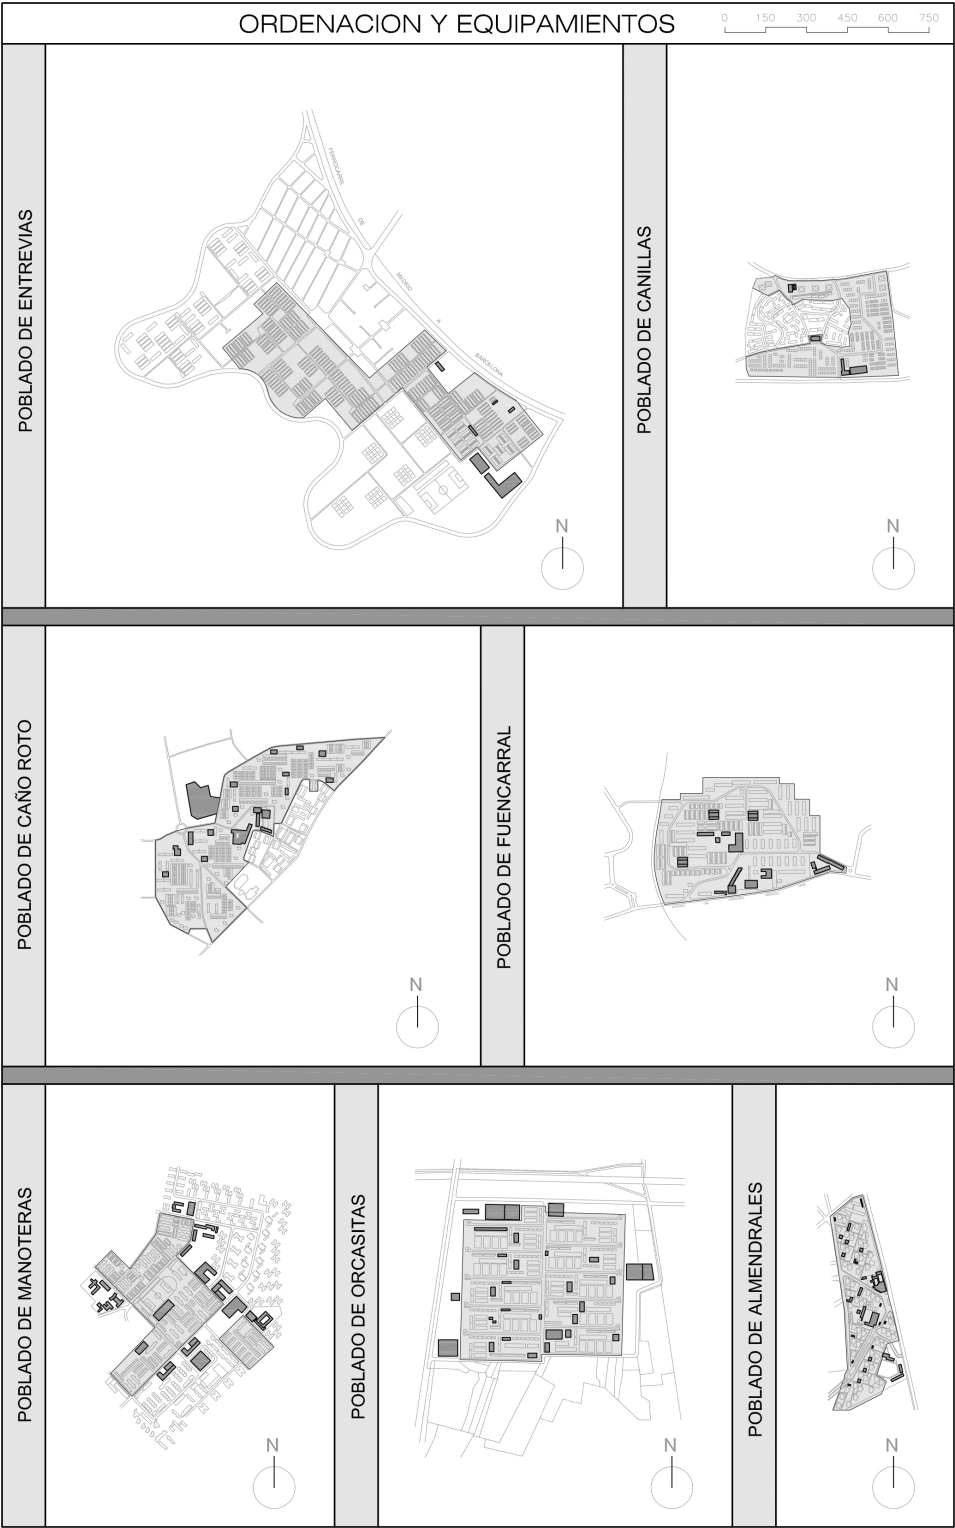 ORDENACION Y EQUIPAMIENTOS
0 150 300 450 600 750
POBLADO DE ENTREVIAS
FERROCARRIL
DE
MADRID
A
BARCELONA
N
POBLADO DE CANILLAS
N
POBLADO DE CAÑO ROTO
N
POBLADO DE FUENCARRAL
N
POBLADO DE MANOTERAS
N
POBLADO DE ORCASITAS
N
POBLADO DE ALMENDRALES
N